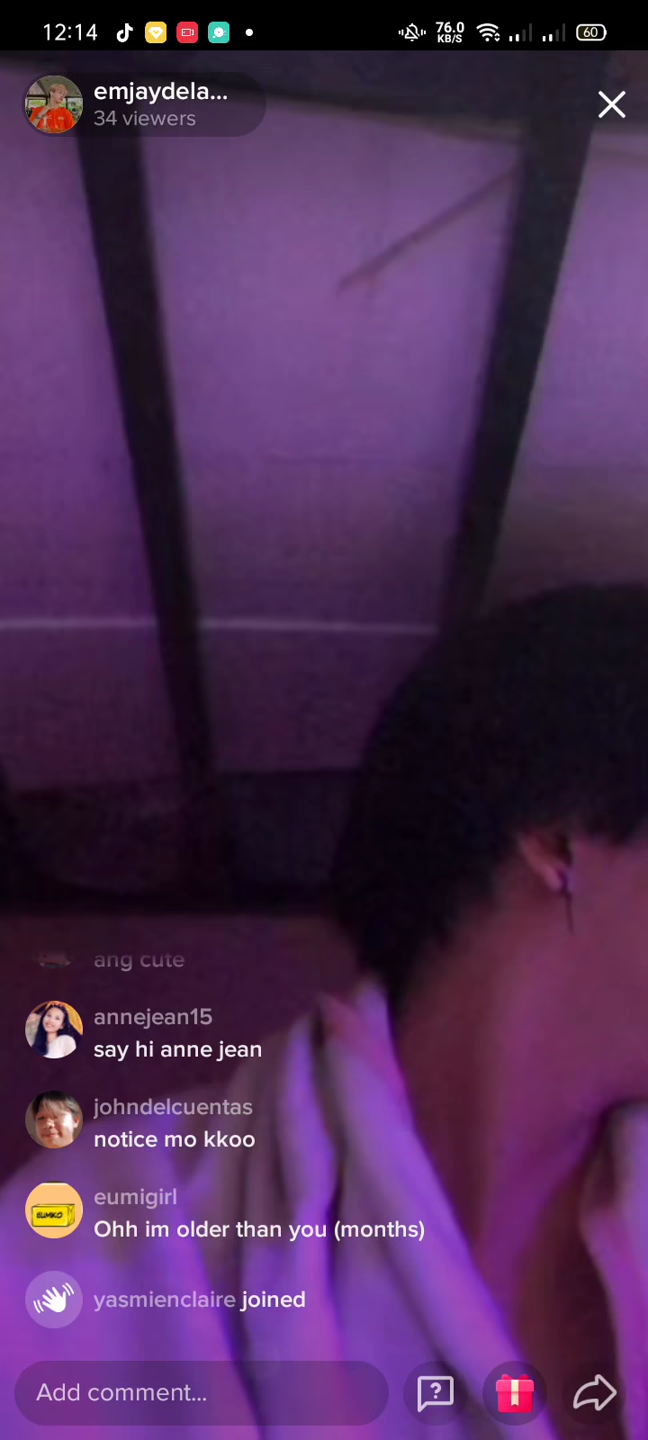 12:14
76.0
KB/S
60
emjaydela...
34 viewers
ang cute
annejean15
say hi anne jean
johndelcuentas
notice mo kkoo
EUMKO
eumigirl
Ohh im older than you (months)
yasmienclaire joined
Add comment...